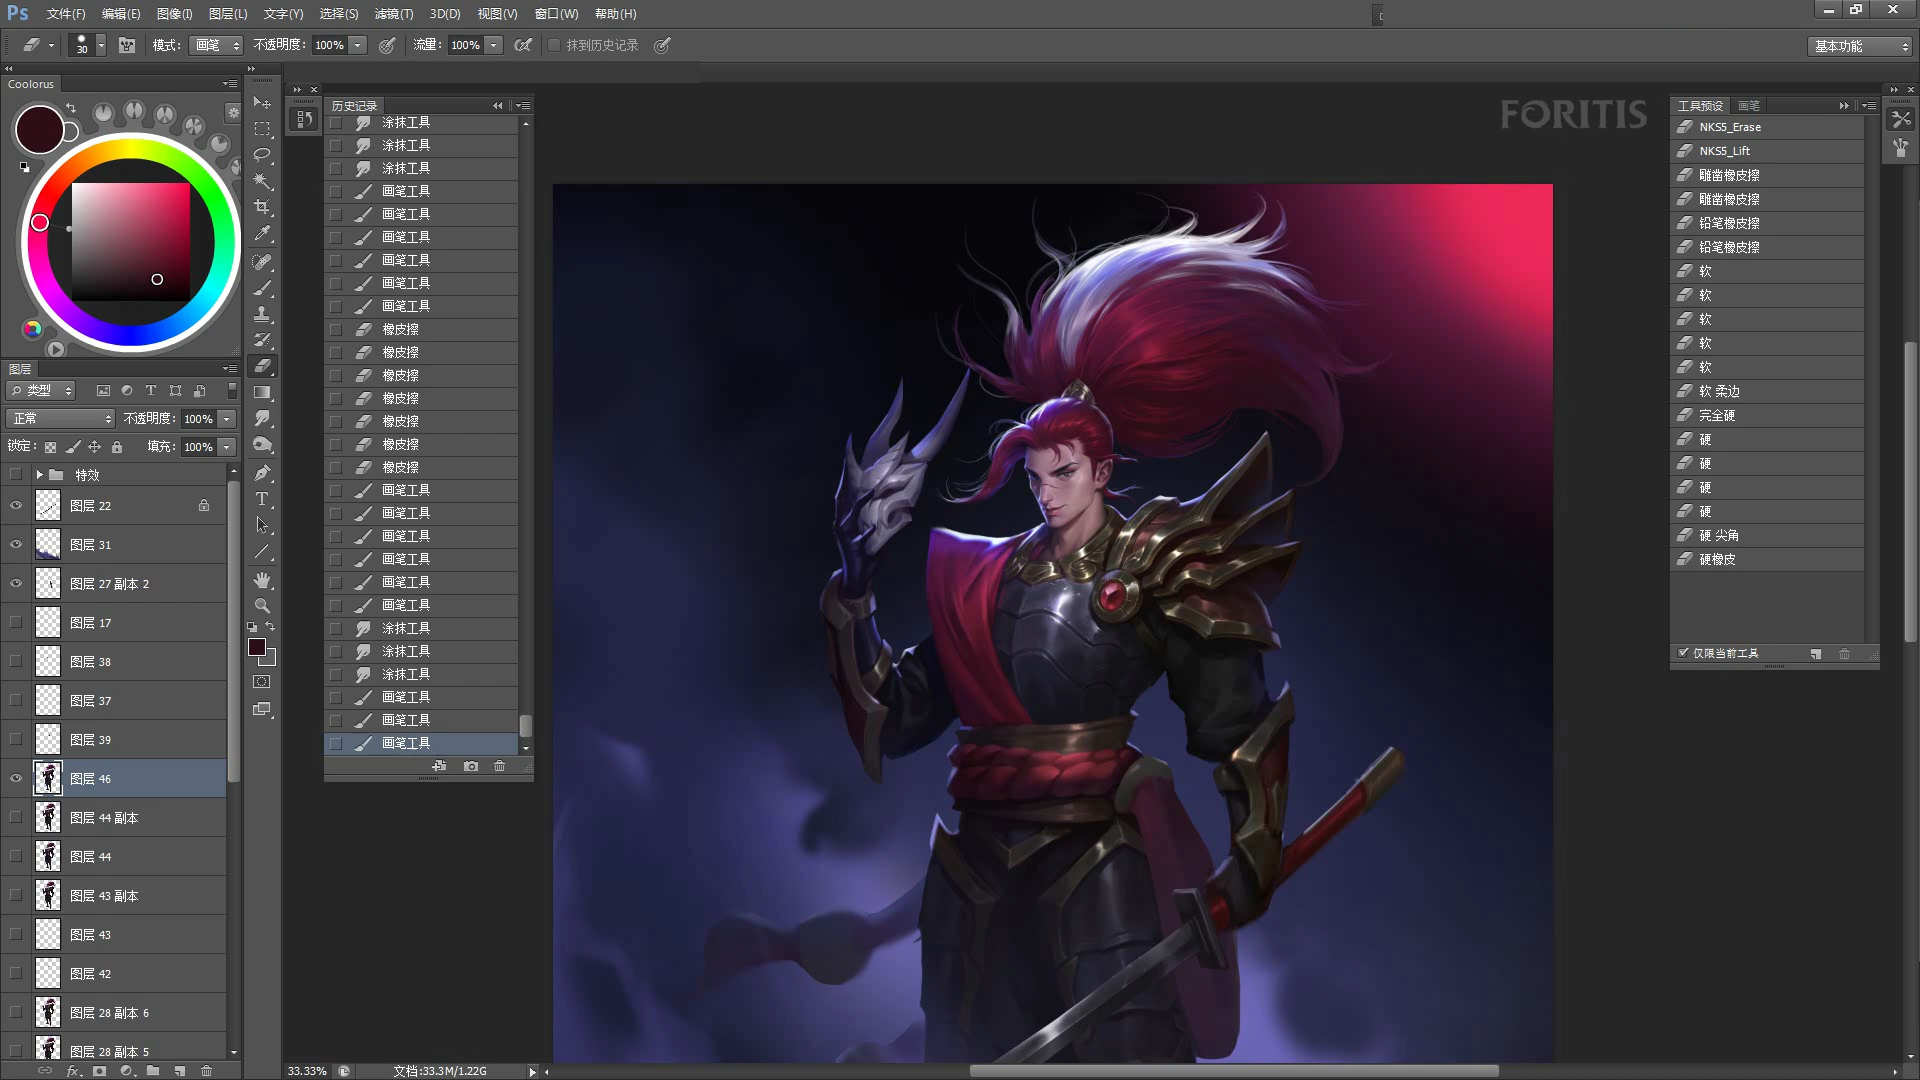 Ps 文件(F) 编辑(E) 图像(I) 图层(L) 文字(Y) 选择(S) 滤镜(T) 3D(D) 视图(V) 窗口(W) 帮助(H)
30 模式: 画笔 不透明度: 100% 流量: 100% 抹到历史记录 基本功能
Coolorus
图层
类型
正常 不透明度: 100%
锁定: 填充: 100%
特效
图层 22
图层 31
图层 27 副本 2
图层 17
图层 38
图层 37
图层 39
图层 46
图层 44 副本
图层 44
图层 43 副本
图层 43
图层 42
图层 28 副本 6
图层 28 副本 5
fx
历史记录
涂抹工具
涂抹工具
涂抹工具
画笔工具
画笔工具
画笔工具
画笔工具
画笔工具
画笔工具
橡皮擦
橡皮擦
橡皮擦
橡皮擦
橡皮擦
橡皮擦
橡皮擦
画笔工具
画笔工具
画笔工具
画笔工具
画笔工具
画笔工具
涂抹工具
涂抹工具
涂抹工具
画笔工具
画笔工具
画笔工具
FORITIS
工具预设 画笔
NKS5_Erase
NKS5_Lift
雕凿橡皮擦
雕凿橡皮擦
铅笔橡皮擦
铅笔橡皮擦
软
软
软
软
软
软 柔边
完全硬
硬
硬
硬
硬
硬 尖角
硬橡皮
仅限当前工具
33.33% 文档:33.3M/1.22G